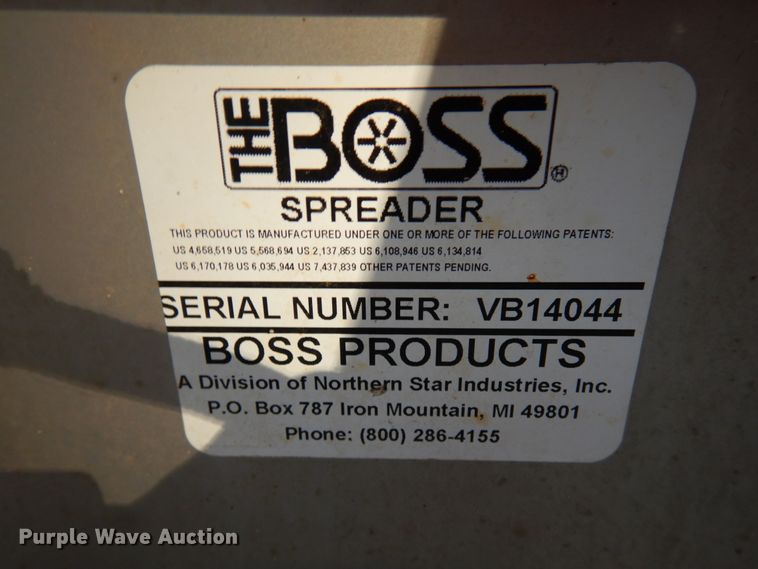 THE BOSS®
SPREADER
THIS PRODUCT IS MANUFACTURED UNDER ONE OR MORE OF THE FOLLOWING PATENTS:
US 4,658,519 US 5,568,694 US 2,137,853 US 6,108,946 US 6,134,814
US 6,170,178 US 6,035,944 US 7,437,839 OTHER PATENTS PENDING.
SERIAL NUMBER: VB14044
BOSS PRODUCTS
A Division of Northern Star Industries, Inc.
P.O. Box 787 Iron Mountain, MI 49801
Phone: (800) 286-4155
Purple Wave Auction